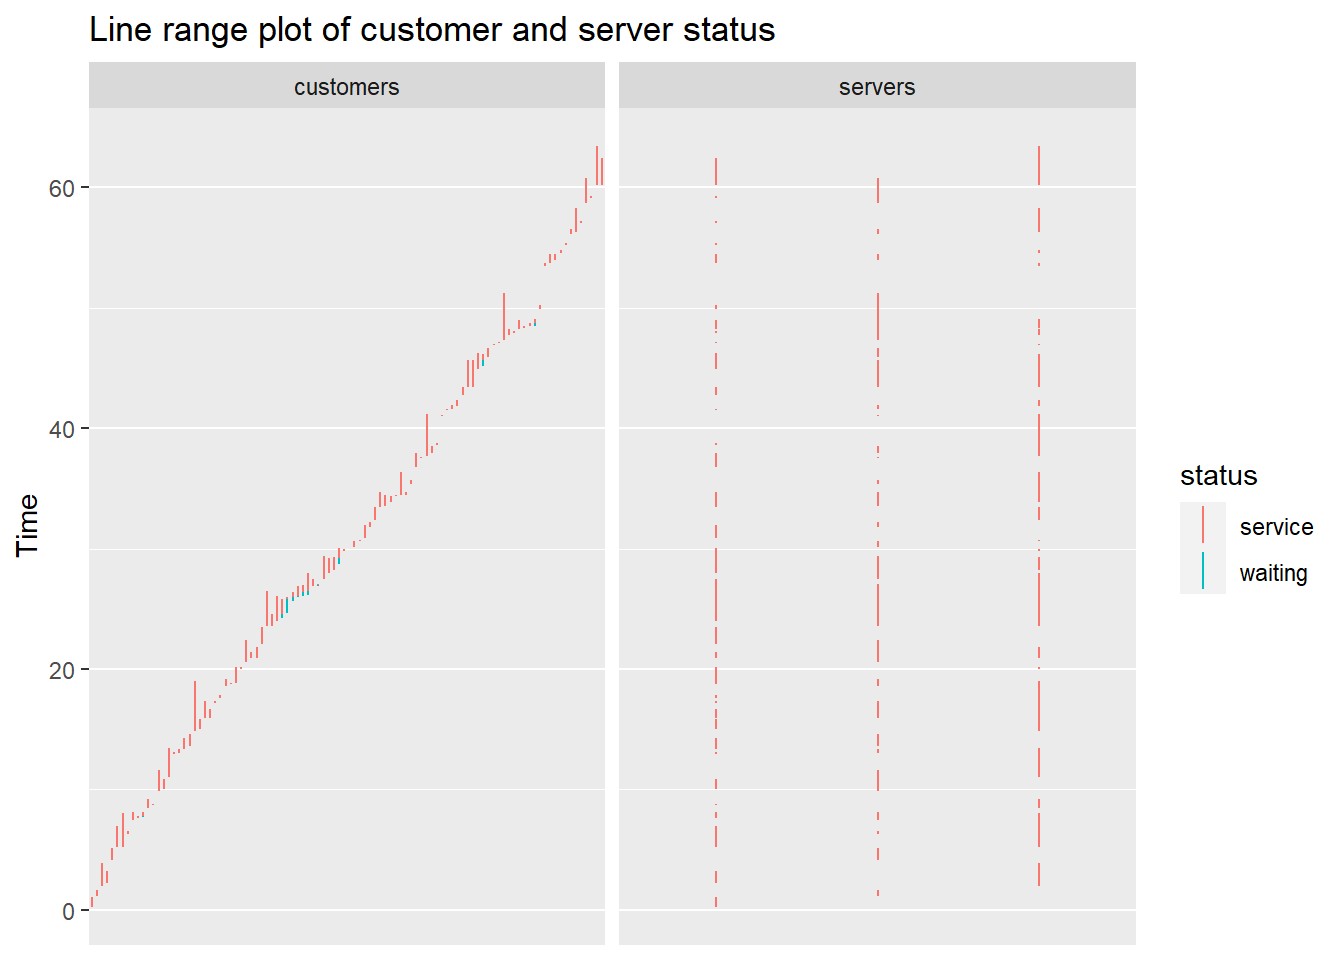 Line range plot of customer and server status
customers
servers
60
40
20
0
Time
status
service
waiting